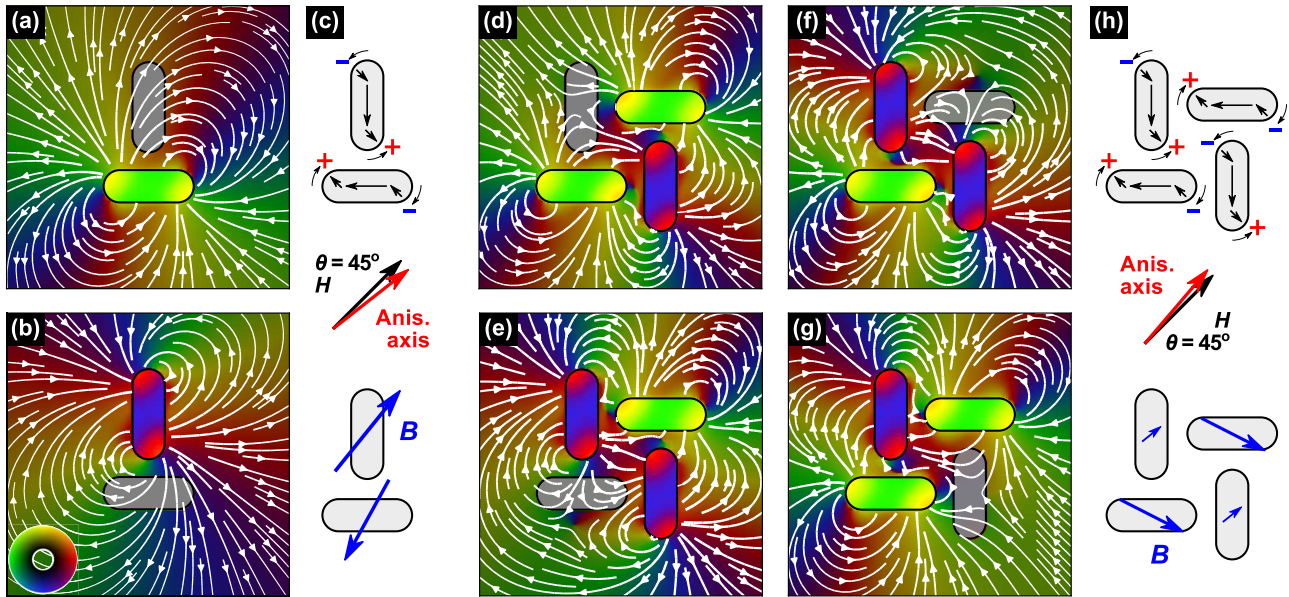 (a)
(c)
(d)
(f)
(h)
−
+
+
−
+
−
+
−
+
−
−
+
θ = 45°
H
Anis.
axis
Anis.
axis
H
θ = 45°
(b)
(e)
(g)
B
B